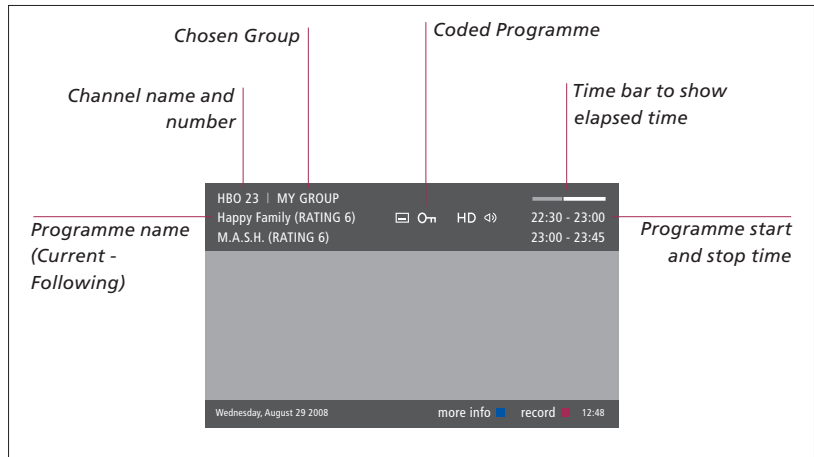 Chosen Group
Coded Programme
Channel name and
number
Time bar to show
elapsed time
HBO 23 | MY GROUP
Happy Family (RATING 6) HD 22:30 - 23:00
M.A.S.H. (RATING 6) 23:00 - 23:45
Programme name
(Current -
Following)
Programme start
and stop time
Wednesday, August 29 2008 more info record 12:48